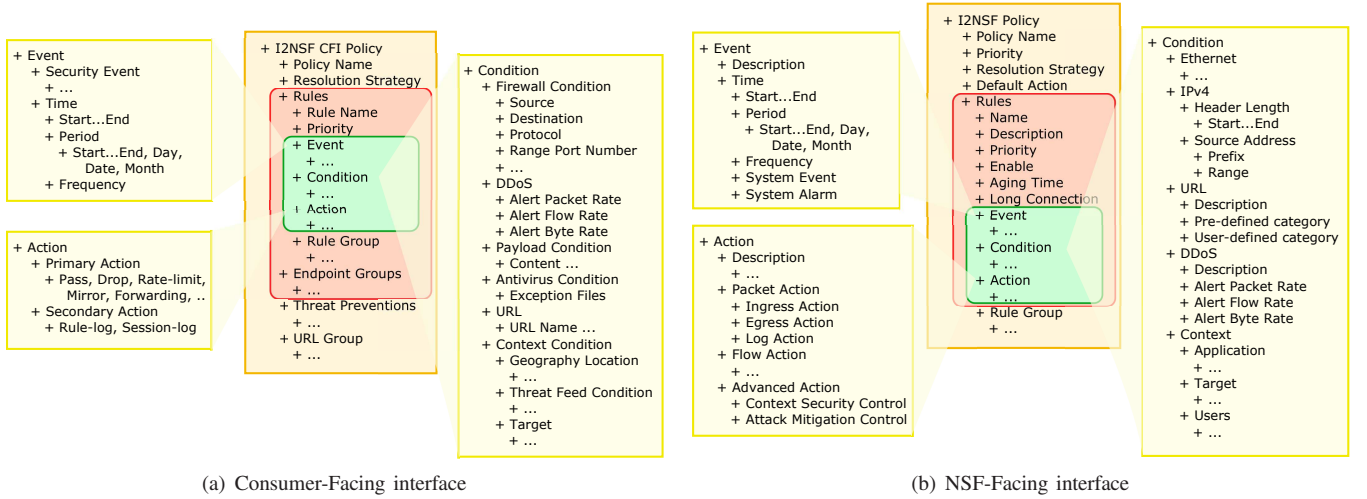 + Event
+ Security Event
+ ...
+ Time
+ Start...End
+ Period
+ Start...End, Day,
Date, Month
+ Frequency
+ Action
+ Primary Action
+ Pass, Drop, Rate-limit,
Mirror, Forwarding, ..
+ Secondary Action
+ Rule-log, Session-log
+ I2NSF CFI Policy
+ Policy Name
+ Resolution Strategy
+ Rules
+ Rule Name
+ Priority
+ Event
+ ...
+ Condition
+ ...
+ Action
+ ...
+ Rule Group
+ ...
+ Endpoint Groups
+ ...
+ Threat Preventions
+ ...
+ URL Group
+ ...
+ Condition
+ Firewall Condition
+ Source
+ Destination
+ Protocol
+ Range Port Number
+ ...
+ DDoS
+ Alert Packet Rate
+ Alert Flow Rate
+ Alert Byte Rate
+ Payload Condition
+ Content ...
+ Antivirus Condition
+ Exception Files
+ URL
+ URL Name ...
+ Context Condition
+ Geography Location
+ ...
+ Threat Feed Condition
+ ...
+ Target
+ ...
(a) Consumer-Facing interface
+ Event
+ Description
+ Time
+ Start...End
+ Period
+ Start...End, Day,
Date, Month
+ Frequency
+ System Event
+ System Alarm
+ Action
+ Description
+ ...
+ Packet Action
+ Ingress Action
+ Egress Action
+ Log Action
+ Flow Action
+ ...
+ Advanced Action
+ Context Security Control
+ Attack Mitigation Control
+ I2NSF Policy
+ Policy Name
+ Priority
+ Resolution Strategy
+ Default Action
+ Rules
+ Name
+ Description
+ Priority
+ Enable
+ Aging Time
+ Long Connection
+ Event
+ ...
+ Condition
+ ...
+ Action
+ ...
+ Rule Group
+ ...
+ Condition
+ Ethernet
+ ...
+ IPv4
+ Header Length
+ Start...End
+ Source Address
+ Prefix
+ Range
+ URL
+ Description
+ Pre-defined category
+ User-defined category
+ DDoS
+ Description
+ Alert Packet Rate
+ Alert Flow Rate
+ Alert Byte Rate
+ Context
+ Application
+ ...
+ Target
+ ...
+ Users
+ ...
(b) NSF-Facing interface